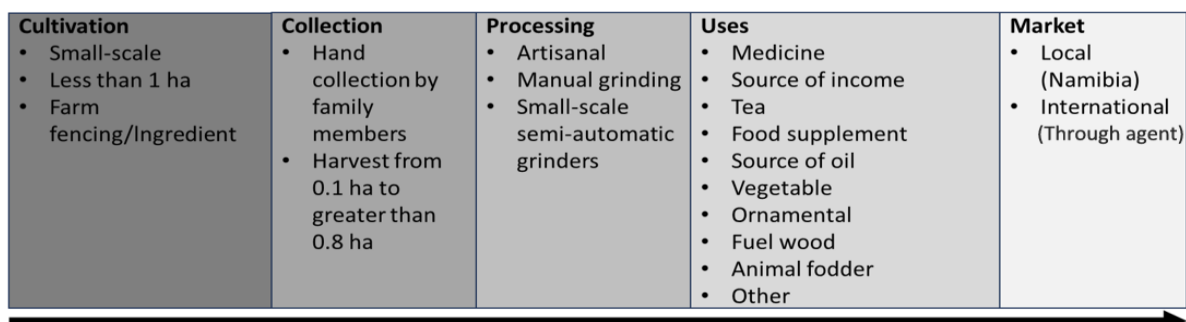 Cultivation
• Small-scale
• Less than 1 ha
• Farm
fencing/Ingredient
Collection
• Hand
collection by
family
members
• Harvest from
0.1 ha to
greater than
0.8 ha
Processing
• Artisanal
• Manual grinding
• Small-scale
semi-automatic
grinders
Uses
• Medicine
• Source of income
• Tea
• Food supplement
• Source of oil
• Vegetable
• Ornamental
• Fuel wood
• Animal fodder
• Other
Market
• Local
(Namibia)
• International
(Through agent)